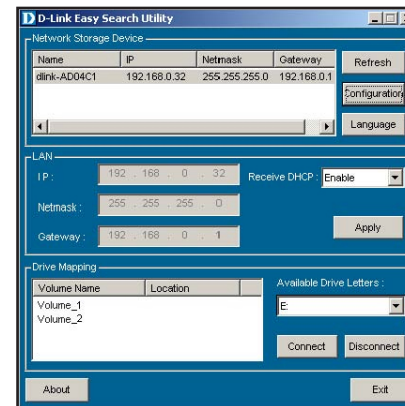 D-Link Easy Search Utility
Network Storage Device
Name IP Netmask Gateway
dlink-AD04C1 192.168.0.32 255.255.255.0 192.168.0.1
Refresh
Configuration
Language
LAN
IP: 192 . 168 . 0 . 32 Receive DHCP: Enable
Netmask: 255 . 255 . 255 . 0
Gateway: 192 . 168 . 0 . 1
Apply
Drive Mapping
Volume Name Location Available Drive Letters :
Volume_1 E:
Volume_2
Connect Disconnect
About Exit